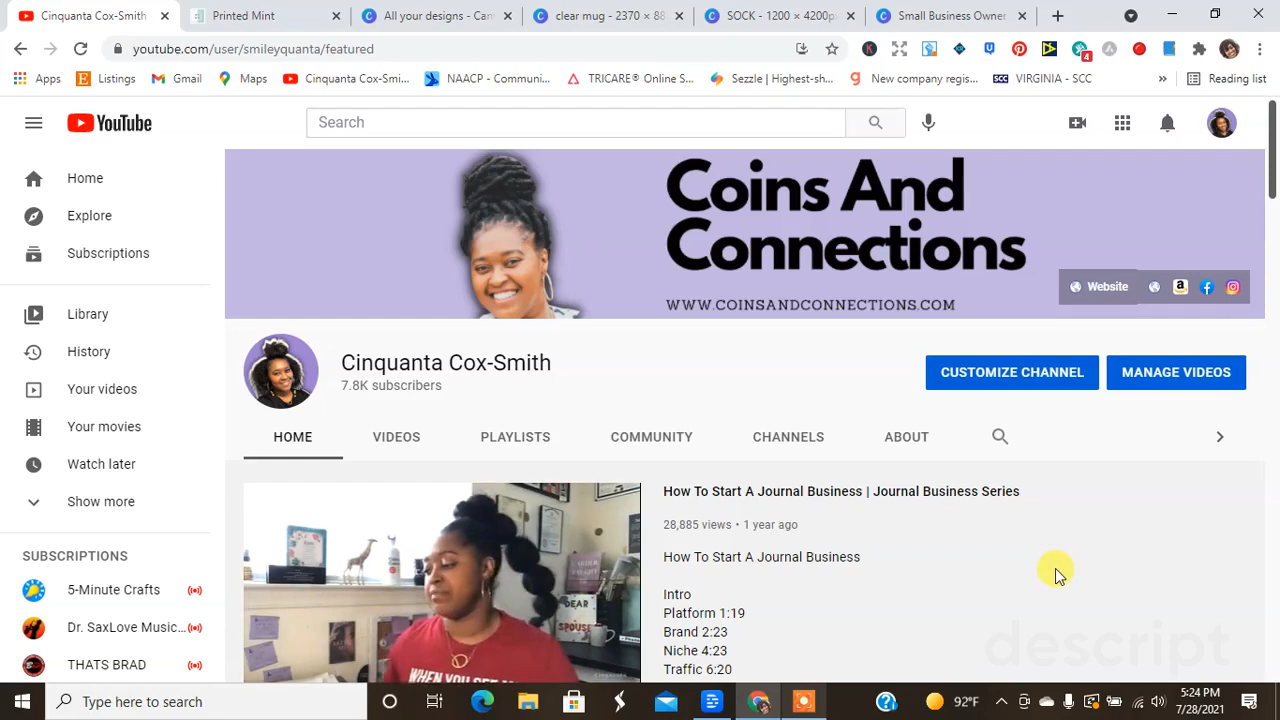 Cinquanta Cox-Smith
Printed Mint
All your designs - Can
clear mug - 2370 × 88
SOCK - 1200 × 4200p
Small Business Owner
youtube.com/user/smileyquanta/featured
4
Apps
Listings
Gmail
Maps
Cinquanta Cox-Smi...
NAACP - Communi...
TRICARE® Online S...
Sezzle | Highest-sh...
New company regis...
SCC VIRGINIA - SCC
»
Reading list
YouTube
Search
Home
Explore
Subscriptions
Library
History
Your videos
Your movies
Watch later
Show more
SUBSCRIPTIONS
5-Minute Crafts
Dr. SaxLove Music...
THATS BRAD
Coins And
Connections
WWW.COINSANDCONNECTIONS.COM
Website
Cinquanta Cox-Smith
7.8K subscribers
CUSTOMIZE CHANNEL
MANAGE VIDEOS
HOME
VIDEOS
PLAYLISTS
COMMUNITY
CHANNELS
ABOUT
DEAR
SPOUSE
WHEN YOU
How To Start A Journal Business | Journal Business Series
28,885 views • 1 year ago
How To Start A Journal Business
Intro
Platform 1:19
Brand 2:23
Niche 4:23
Traffic 6:20
descript
Type here to search
92°F
5:24 PM
7/28/2021